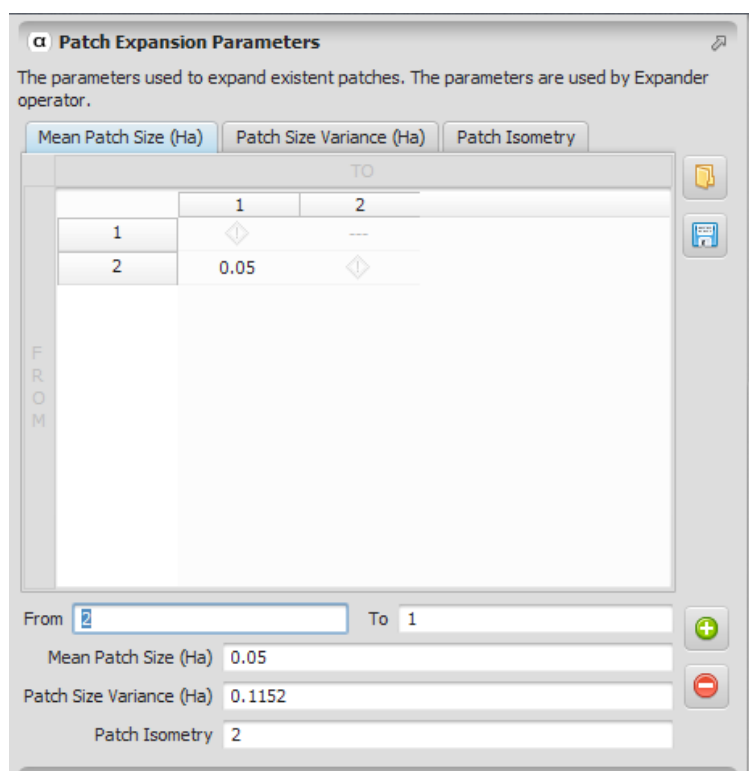 α Patch Expansion Parameters
The parameters used to expand existent patches. The parameters are used by Expander
operator.
Mean Patch Size (Ha) Patch Size Variance (Ha) Patch Isometry
TO
1 2
1 ---
2 0.05
FROM
From 2 To 1
Mean Patch Size (Ha) 0.05
Patch Size Variance (Ha) 0.1152
Patch Isometry 2